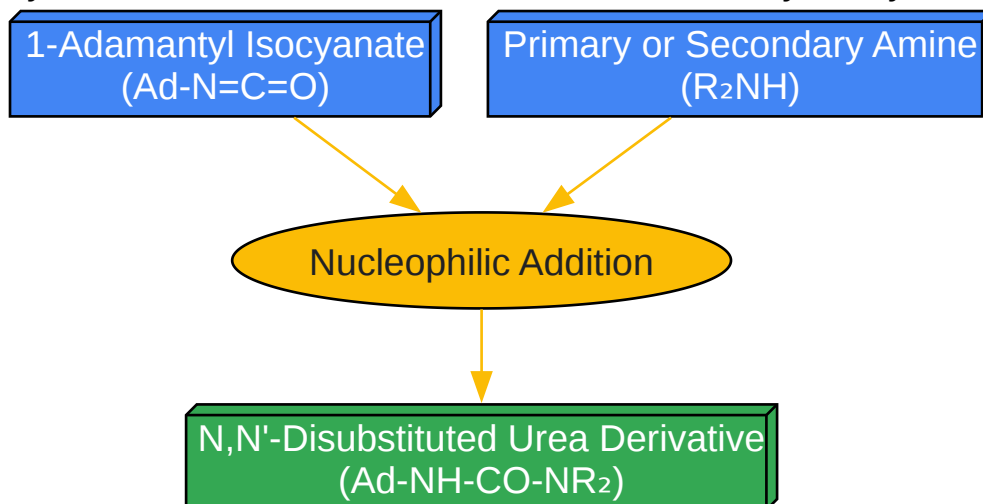 1-Adamantyl Isocyanate
(Ad-N=C=O)
Primary or Secondary Amine
(R₂NH)
Nucleophilic Addition
N,N'-Disubstituted Urea Derivative
(Ad-NH-CO-NR₂)